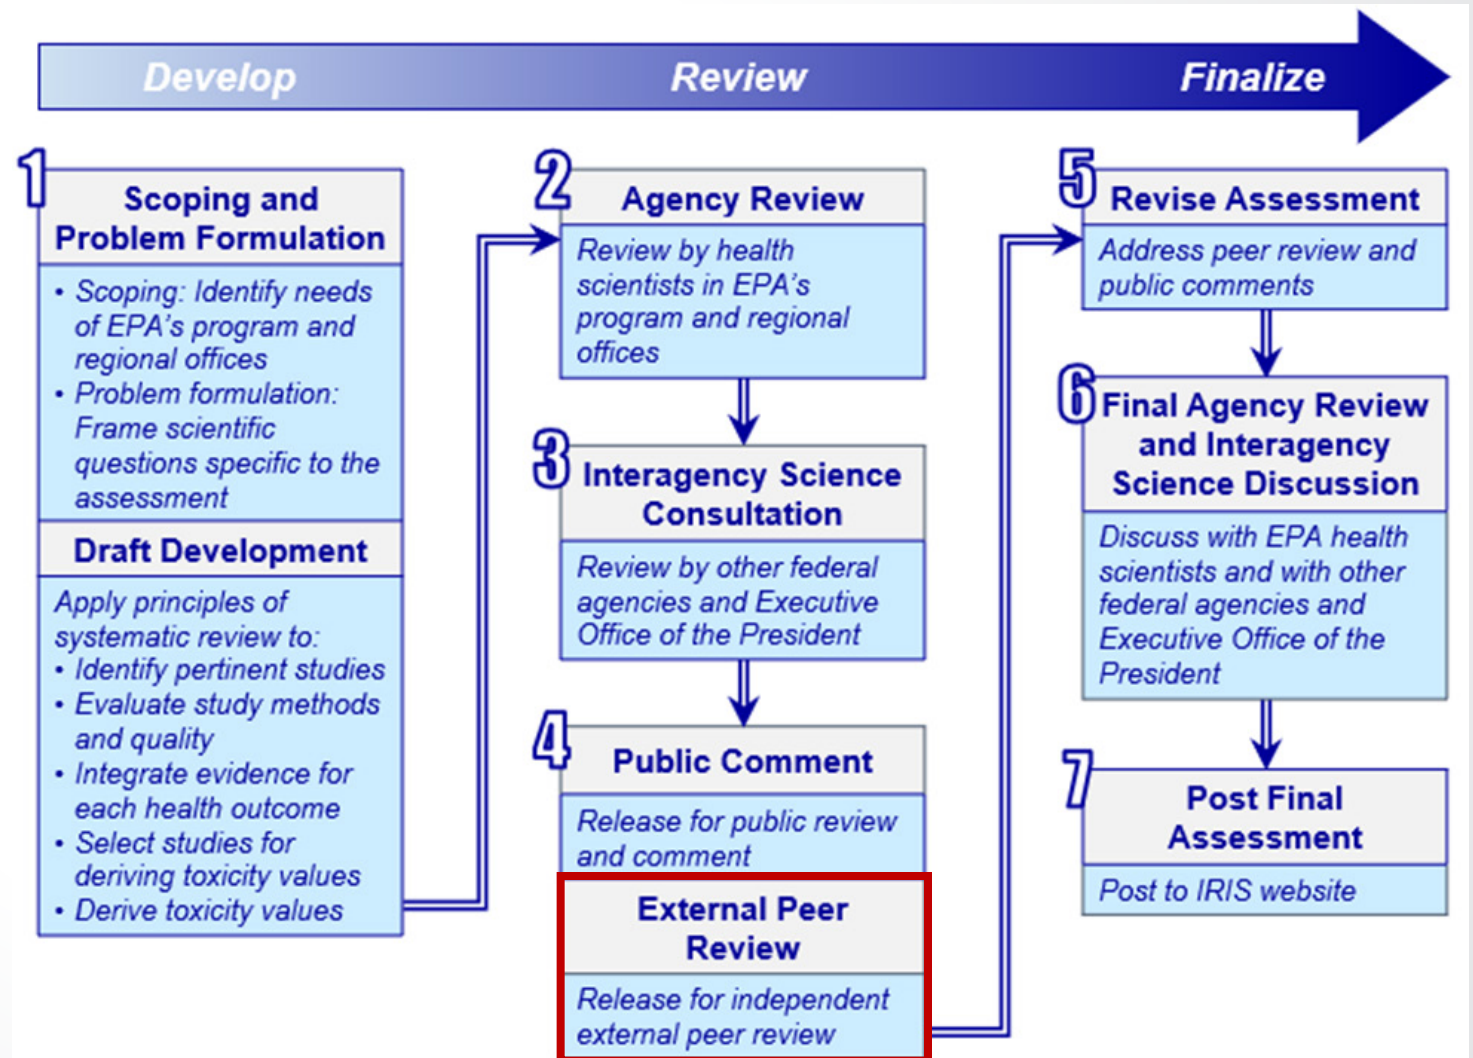 Develop Review Finalize
1
Scoping and
Problem Formulation
• Scoping: Identify needs
of EPA's program and
regional offices
• Problem formulation:
Frame scientific
questions specific to the
assessment
Draft Development
Apply principles of
systematic review to:
• Identify pertinent studies
• Evaluate study methods
and quality
• Integrate evidence for
each health outcome
• Select studies for
deriving toxicity values
• Derive toxicity values
2
Agency Review
Review by health
scientists in EPA's
program and regional
offices
3
Interagency Science
Consultation
Review by other federal
agencies and Executive
Office of the President
4
Public Comment
Release for public review
and comment
External Peer
Review
Release for independent
external peer review
5
Revise Assessment
Address peer review and
public comments
6
Final Agency Review
and Interagency
Science Discussion
Discuss with EPA health
scientists and with other
federal agencies and
Executive Office of the
President
7
Post Final
Assessment
Post to IRIS website